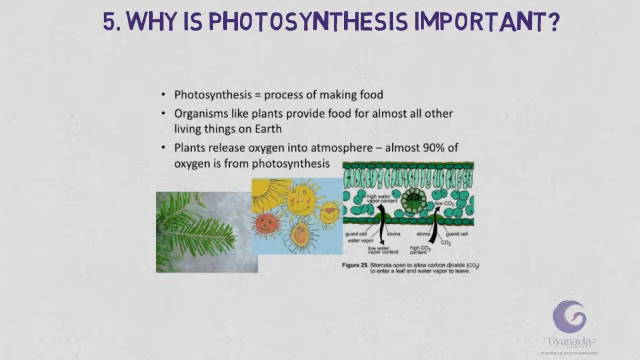 5. WHY IS PHOTOSYNTHESIS IMPORTANT?
• Photosynthesis = process of making food
• Organisms like plants provide food for almost all other
living things on Earth
• Plants release oxygen into atmosphere – almost 90% of
oxygen is from photosynthesis
high water
vapor content
low CO₂
guard cell
stoma
stoma
guard cell
water vapor
CO₂
low water
vapor content
high CO₂
content
Figure 25. Stomata open to allow carbon dioxide (CO₂)
to enter a leaf and water vapor to leave.
Gyanada